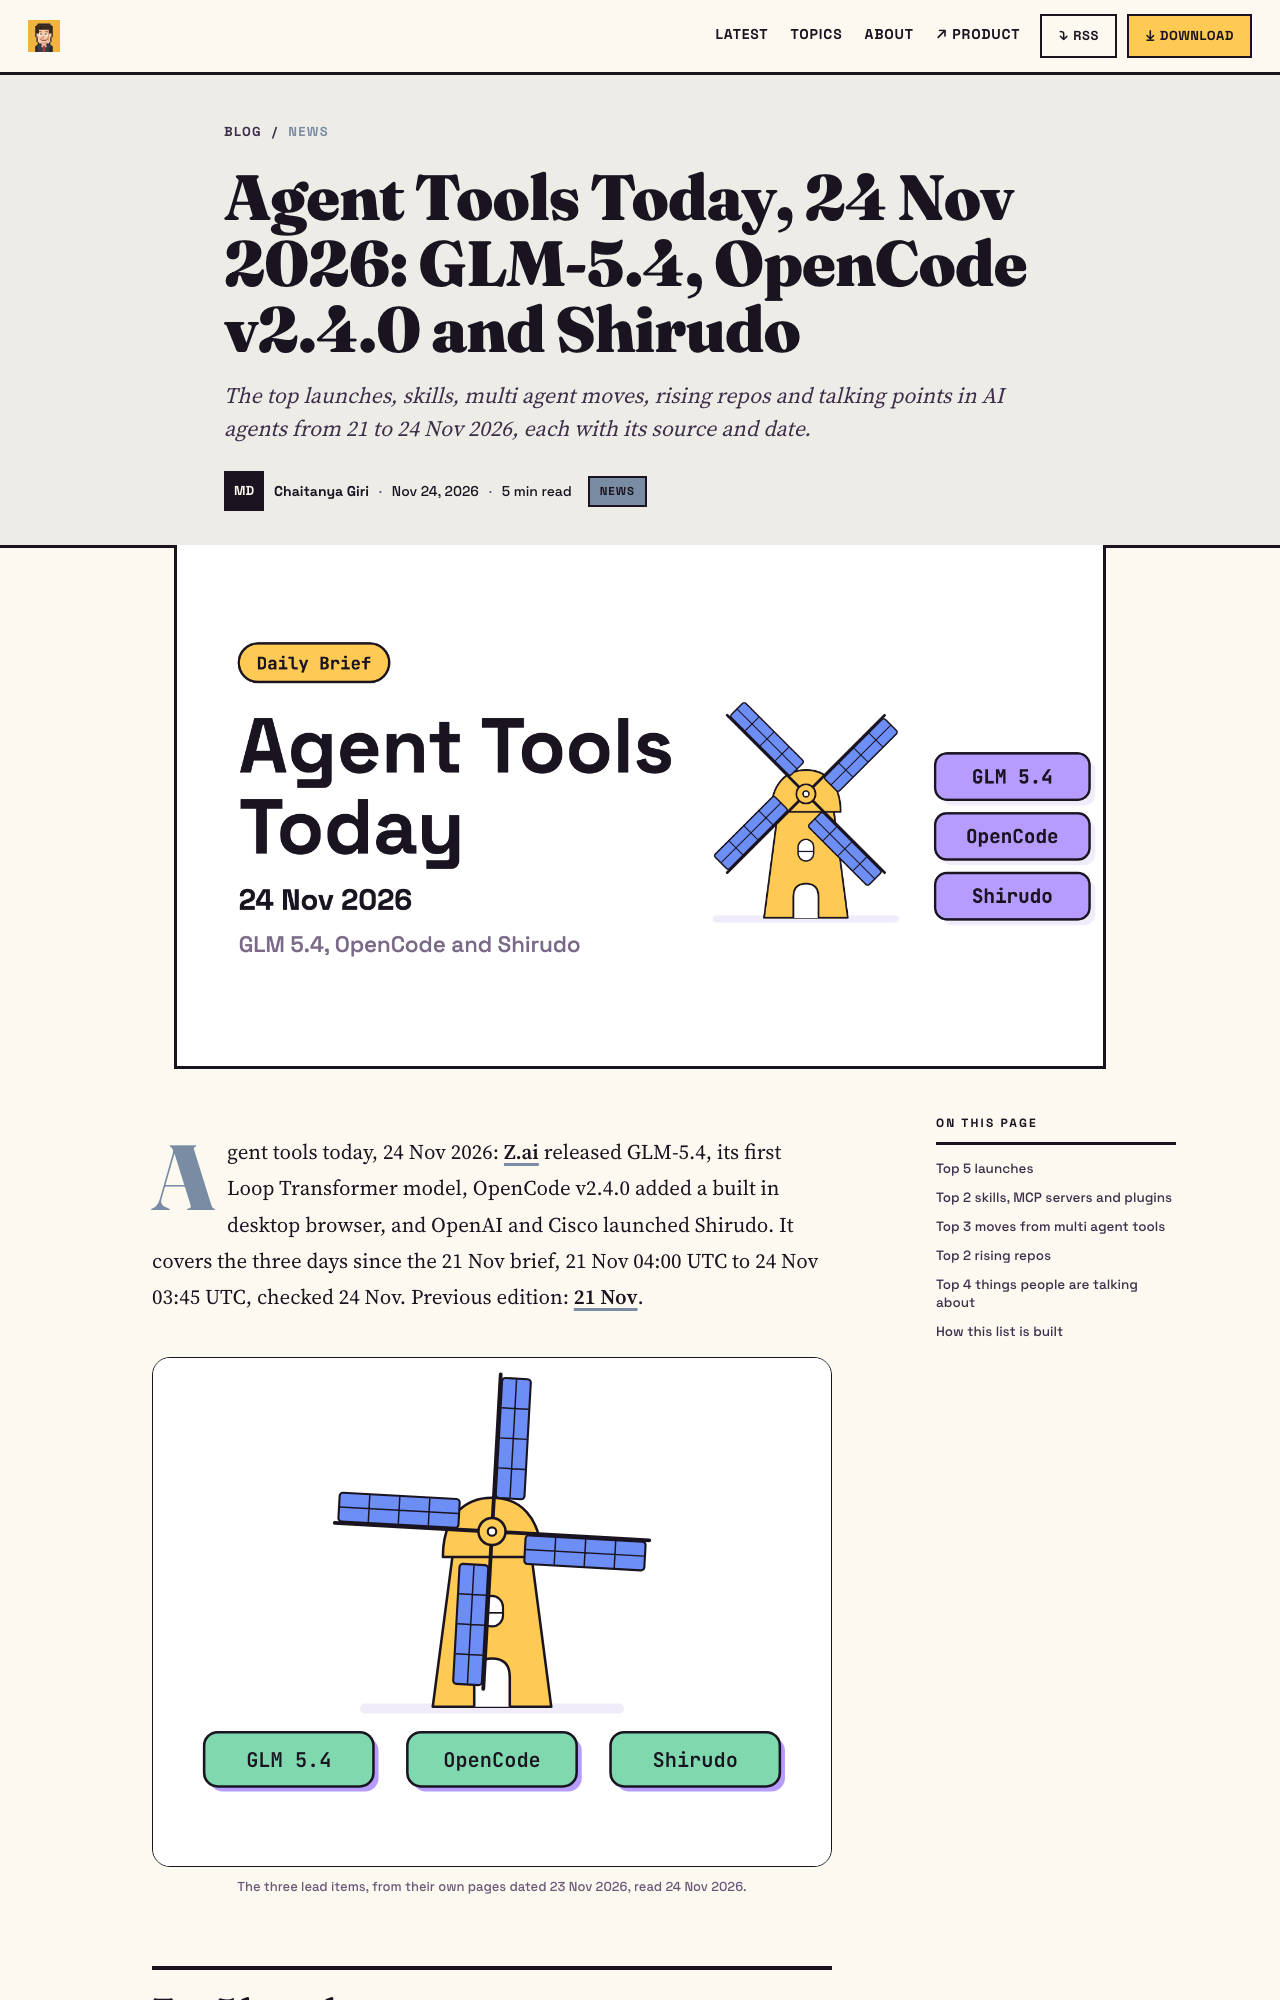 LATEST TOPICS ABOUT ↗ PRODUCT ⤵ RSS ⤓ DOWNLOAD
BLOG / NEWS
Agent Tools Today, 24 Nov
2026: GLM-5.4, OpenCode
v2.4.0 and Shirudo
The top launches, skills, multi agent moves, rising repos and talking points in AI
agents from 21 to 24 Nov 2026, each with its source and date.
MD Chaitanya Giri · Nov 24, 2026 · 5 min read NEWS
Daily Brief
Agent Tools
Today
24 Nov 2026
GLM 5.4, OpenCode and Shirudo
GLM 5.4
OpenCode
Shirudo
Agent tools today, 24 Nov 2026: Z.ai released GLM-5.4, its first
Loop Transformer model, OpenCode v2.4.0 added a built in
desktop browser, and OpenAI and Cisco launched Shirudo. It
covers the three days since the 21 Nov brief, 21 Nov 04:00 UTC to 24 Nov
03:45 UTC, checked 24 Nov. Previous edition: 21 Nov.
ON THIS PAGE
Top 5 launches
Top 2 skills, MCP servers and plugins
Top 3 moves from multi agent tools
Top 2 rising repos
Top 4 things people are talking
about
How this list is built
GLM 5.4 OpenCode Shirudo
The three lead items, from their own pages dated 23 Nov 2026, read 24 Nov 2026.